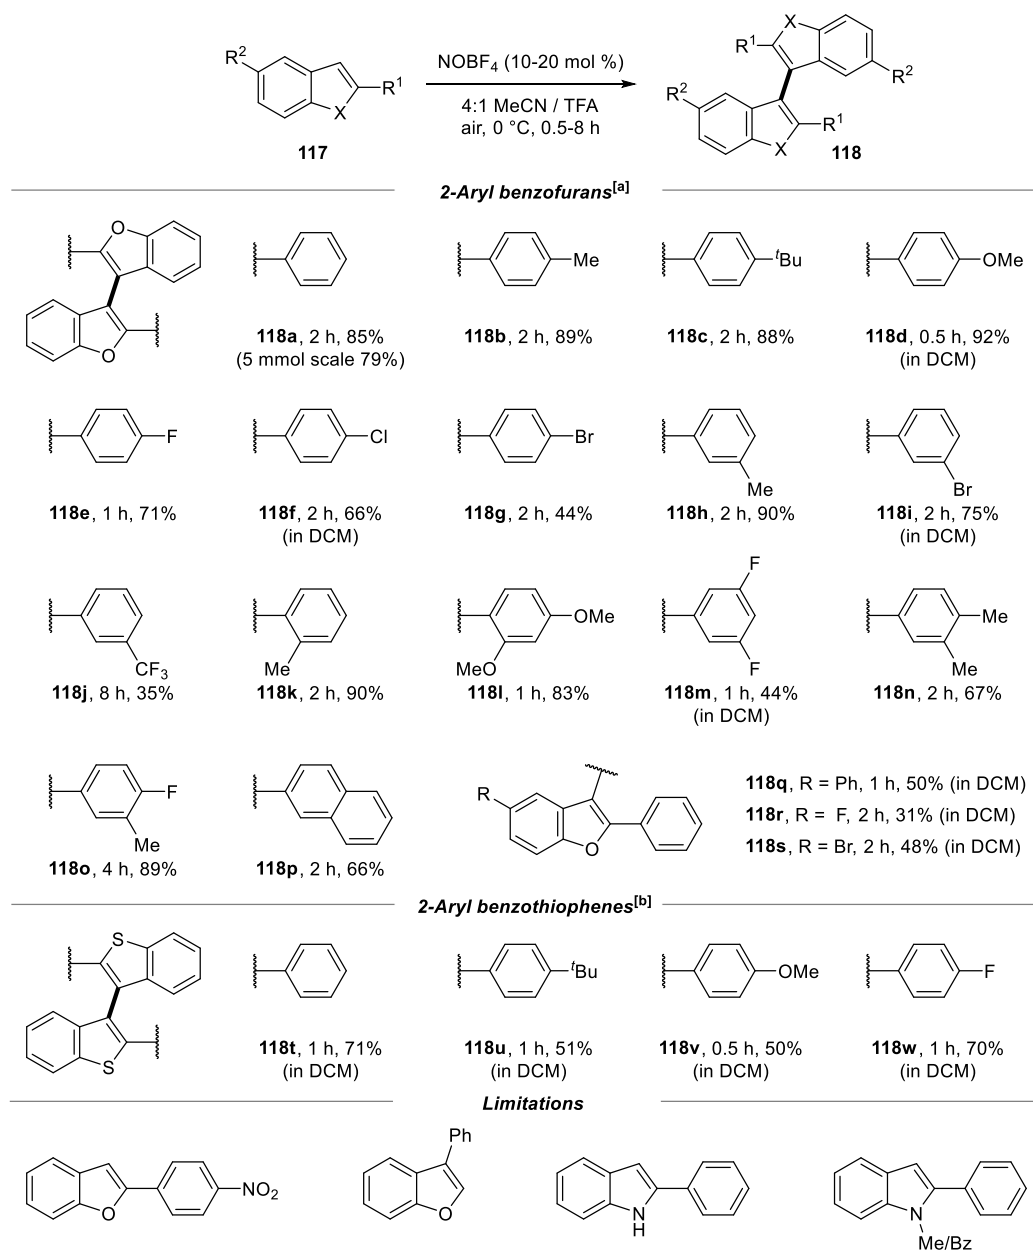 R² R¹ X
117
NOBF₄ (10-20 mol %)
4:1 MeCN / TFA
air, 0 °C, 0.5-8 h
X R¹ R² R² R¹ X
118
2-Aryl benzofurans[a]
O O
118a, 2 h, 85%
(5 mmol scale 79%)
Me
118b, 2 h, 89%
ᵗBu
118c, 2 h, 88%
OMe
118d, 0.5 h, 92%
(in DCM)
F
118e, 1 h, 71%
Cl
118f, 2 h, 66%
(in DCM)
Br
118g, 2 h, 44%
Me
118h, 2 h, 90%
Br
118i, 2 h, 75%
(in DCM)
CF₃
118j, 8 h, 35%
Me
118k, 2 h, 90%
OMe
MeO
118l, 1 h, 83%
F
F
118m, 1 h, 44%
(in DCM)
Me
Me
118n, 2 h, 67%
F
Me
118o, 4 h, 89%
118p, 2 h, 66%
R O
118q, R = Ph, 1 h, 50% (in DCM)
118r, R = F, 2 h, 31% (in DCM)
118s, R = Br, 2 h, 48% (in DCM)
2-Aryl benzothiophenes[b]
S S
118t, 1 h, 71%
(in DCM)
ᵗBu
118u, 1 h, 51%
(in DCM)
OMe
118v, 0.5 h, 50%
(in DCM)
F
118w, 1 h, 70%
(in DCM)
Limitations
O NO₂
Ph
O
N
H
N
Me/Bz